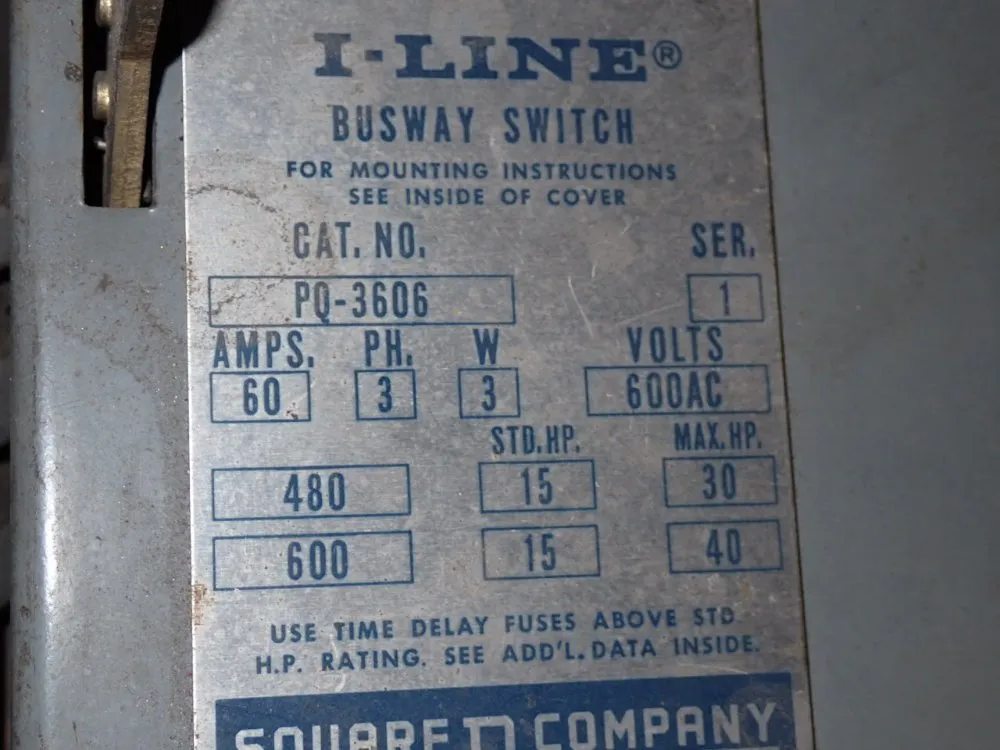 I-LINE®
BUSWAY SWITCH
FOR MOUNTING INSTRUCTIONS
SEE INSIDE OF COVER
CAT. NO. SER.
PQ-3606 1
AMPS. PH. W VOLTS
60 3 3 600AC
STD.HP. MAX.HP.
480 15 30
600 15 40
USE TIME DELAY FUSES ABOVE STD.
H.P. RATING. SEE ADD'L. DATA INSIDE.
SQUARE D COMPANY